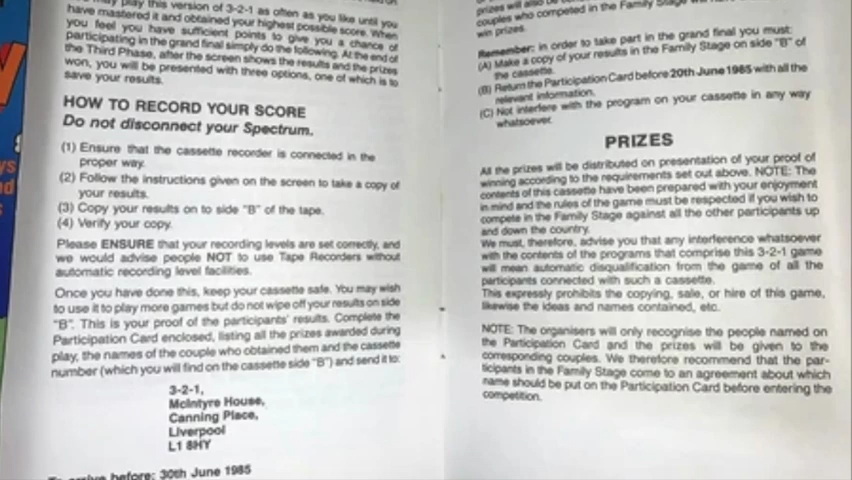 play this version of 3-2-1 as often as you like until you
have mastered it and obtained your highest possible score. When
you feel you have sufficient points to give you a chance of
participating in the grand final simply do the following. At the end of
the Third Phase, after the screen shows the results and the prizes
won, you will be presented with three options, one of which is to
save your results.
HOW TO RECORD YOUR SCORE
Do not disconnect your Spectrum.
(1) Ensure that the cassette recorder is connected in the
proper way.
(2) Follow the instructions given on the screen to take a copy of
your results.
(3) Copy your results on to side "B" of the tape.
(4) Verify your copy.
Please ENSURE that your recording levels are set correctly, and
we would advise people NOT to use Tape Recorders without
automatic recording level facilities.
Once you have done this, keep your cassette safe. You may wish
to use it to play more games but do not wipe off your results on side
"B". This is your proof of the participants' results. Complete the
Participation Card enclosed, listing all the prizes awarded during
play, the names of the couple who obtained them and the cassette
number (which you will find on the cassette side "B") and send it to:
3-2-1,
McIntyre House,
Canning Place,
Liverpool
L1 8HY
To arrive before: 30th June 1985
prizes will also be
couples who competed in the Family Stage will have
win prizes.
Remember: in order to take part in the grand final you must:
(A) Make a copy of your results in the Family Stage on side "B" of
the cassette.
(B) Return the Participation Card before 20th June 1985 with all the
relevant information.
(C) Not interfere with the program on your cassette in any way
whatsoever.
PRIZES
All the prizes will be distributed on presentation of your proof of
winning according to the requirements set out above. NOTE: The
contents of this cassette have been prepared with your enjoyment
in mind and the rules of the game must be respected if you wish to
compete in the Family Stage against all the other participants up
and down the country.
We must, therefore, advise you that any interference whatsoever
with the contents of the programs that comprise this 3-2-1 game
will mean automatic disqualification from the game of all the
participants connected with such a cassette.
This expressly prohibits the copying, sale, or hire of this game,
likewise the ideas and names contained, etc.
NOTE: The organisers will only recognise the people named on
the Participation Card and the prizes will be given to the
corresponding couples. We therefore recommend that the par-
ticipants in the Family Stage come to an agreement about which
name should be put on the Participation Card before entering the
competition.